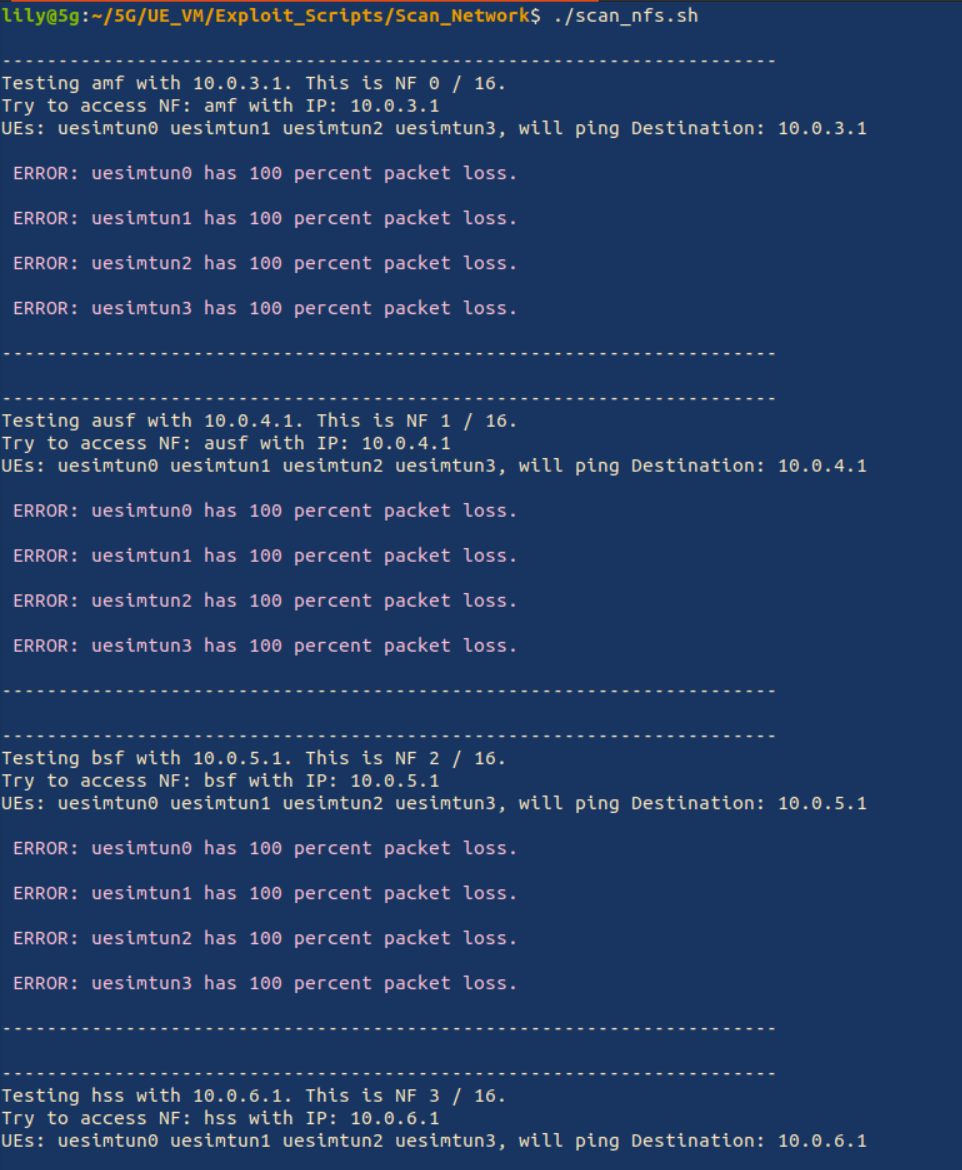 lily@5g:~/5G/UE_VM/Exploit_Scripts/Scan_Network$ ./scan_nfs.sh
---------------------------------------------------------------------
Testing amf with 10.0.3.1. This is NF 0 / 16.
Try to access NF: amf with IP: 10.0.3.1
UEs: uesimtun0 uesimtun1 uesimtun2 uesimtun3, will ping Destination: 10.0.3.1
ERROR: uesimtun0 has 100 percent packet loss.
ERROR: uesimtun1 has 100 percent packet loss.
ERROR: uesimtun2 has 100 percent packet loss.
ERROR: uesimtun3 has 100 percent packet loss.
---------------------------------------------------------------------
---------------------------------------------------------------------
Testing ausf with 10.0.4.1. This is NF 1 / 16.
Try to access NF: ausf with IP: 10.0.4.1
UEs: uesimtun0 uesimtun1 uesimtun2 uesimtun3, will ping Destination: 10.0.4.1
ERROR: uesimtun0 has 100 percent packet loss.
ERROR: uesimtun1 has 100 percent packet loss.
ERROR: uesimtun2 has 100 percent packet loss.
ERROR: uesimtun3 has 100 percent packet loss.
---------------------------------------------------------------------
---------------------------------------------------------------------
Testing bsf with 10.0.5.1. This is NF 2 / 16.
Try to access NF: bsf with IP: 10.0.5.1
UEs: uesimtun0 uesimtun1 uesimtun2 uesimtun3, will ping Destination: 10.0.5.1
ERROR: uesimtun0 has 100 percent packet loss.
ERROR: uesimtun1 has 100 percent packet loss.
ERROR: uesimtun2 has 100 percent packet loss.
ERROR: uesimtun3 has 100 percent packet loss.
---------------------------------------------------------------------
---------------------------------------------------------------------
Testing hss with 10.0.6.1. This is NF 3 / 16.
Try to access NF: hss with IP: 10.0.6.1
UEs: uesimtun0 uesimtun1 uesimtun2 uesimtun3, will ping Destination: 10.0.6.1